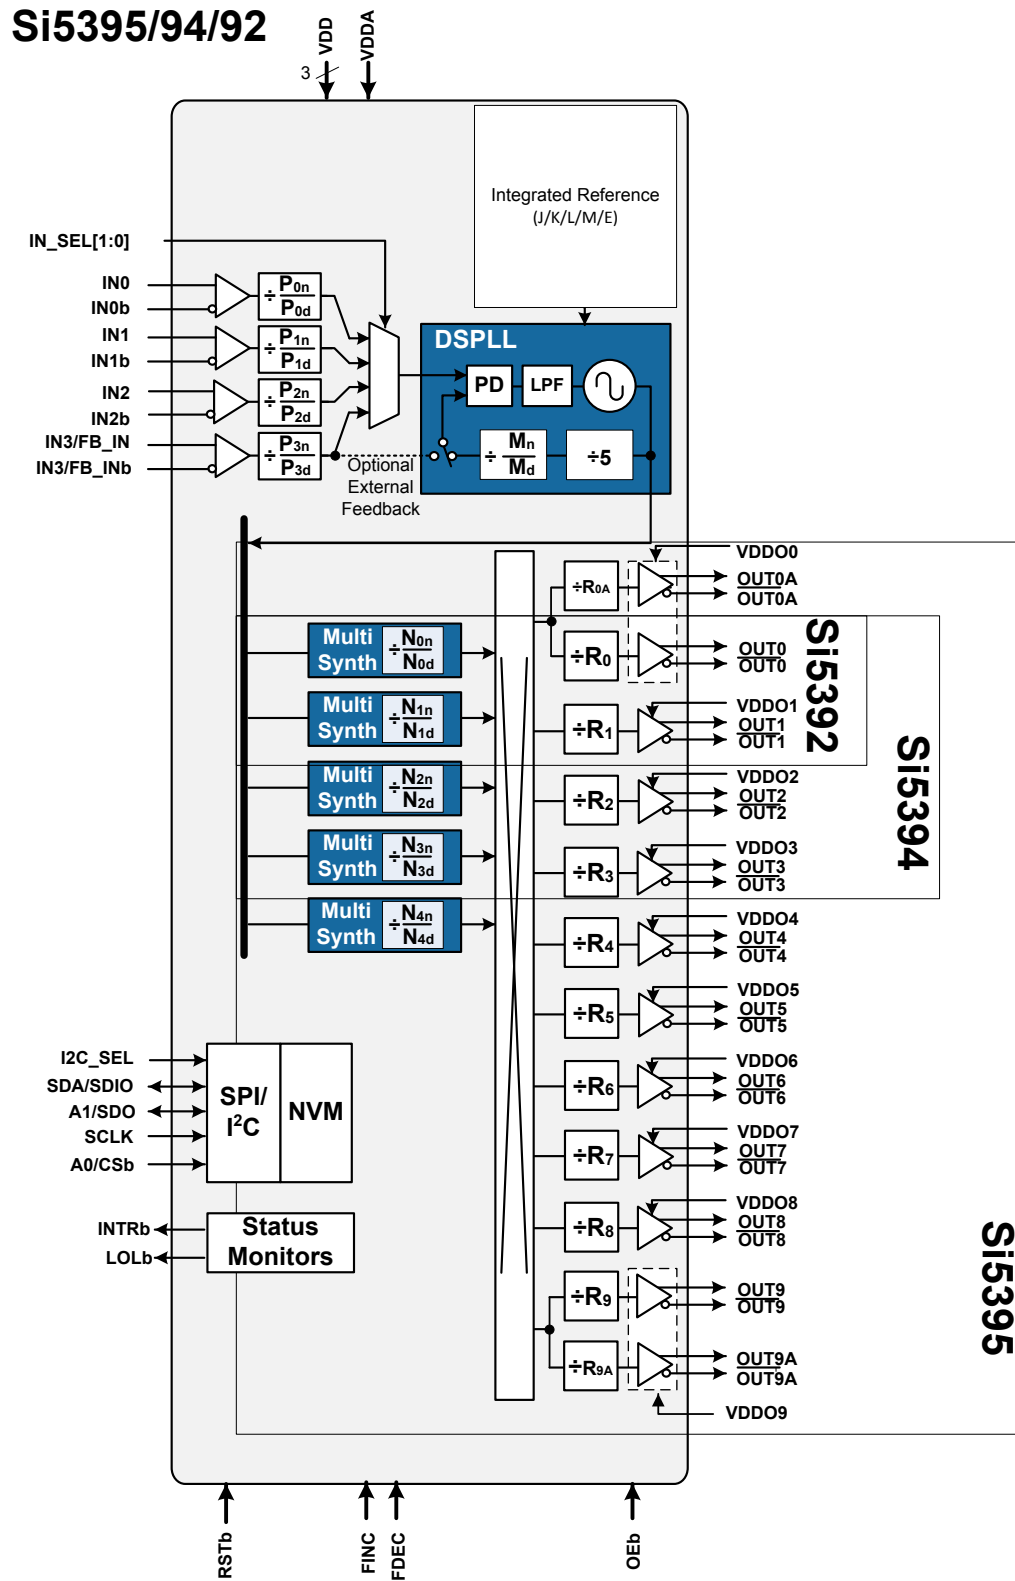 Si5395/94/92
VDD
VDDA
3
Integrated Reference
(J/K/L/M/E)
IN_SEL[1:0]
IN0
IN0b
÷ P0n
P0d
IN1
IN1b
÷ P1n
P1d
IN2
IN2b
÷ P2n
P2d
IN3/FB_IN
IN3/FB_INb
÷ P3n
P3d
DSPLL
PD
LPF
÷ Mn
Md
÷5
Optional
External
Feedback
Multi
Synth
÷ N0n
N0d
Multi
Synth
÷ N1n
N1d
Multi
Synth
÷ N2n
N2d
Multi
Synth
÷ N3n
N3d
Multi
Synth
÷ N4n
N4d
÷R0A
÷R0
÷R1
÷R2
÷R3
÷R4
÷R5
÷R6
÷R7
÷R8
÷R9
÷R9A
VDDO0
OUT0A
OUT0A
OUT0
OUT0
VDDO1
OUT1
OUT1
VDDO2
OUT2
OUT2
VDDO3
OUT3
OUT3
VDDO4
OUT4
OUT4
VDDO5
OUT5
OUT5
VDDO6
OUT6
OUT6
VDDO7
OUT7
OUT7
VDDO8
OUT8
OUT8
OUT9
OUT9
OUT9A
OUT9A
VDDO9
Si5392
Si5394
Si5395
I2C_SEL
SDA/SDIO
A1/SDO
SCLK
A0/CSb
SPI/
I²C
NVM
INTRb
LOLb
Status
Monitors
RSTb
FINC
FDEC
OEb